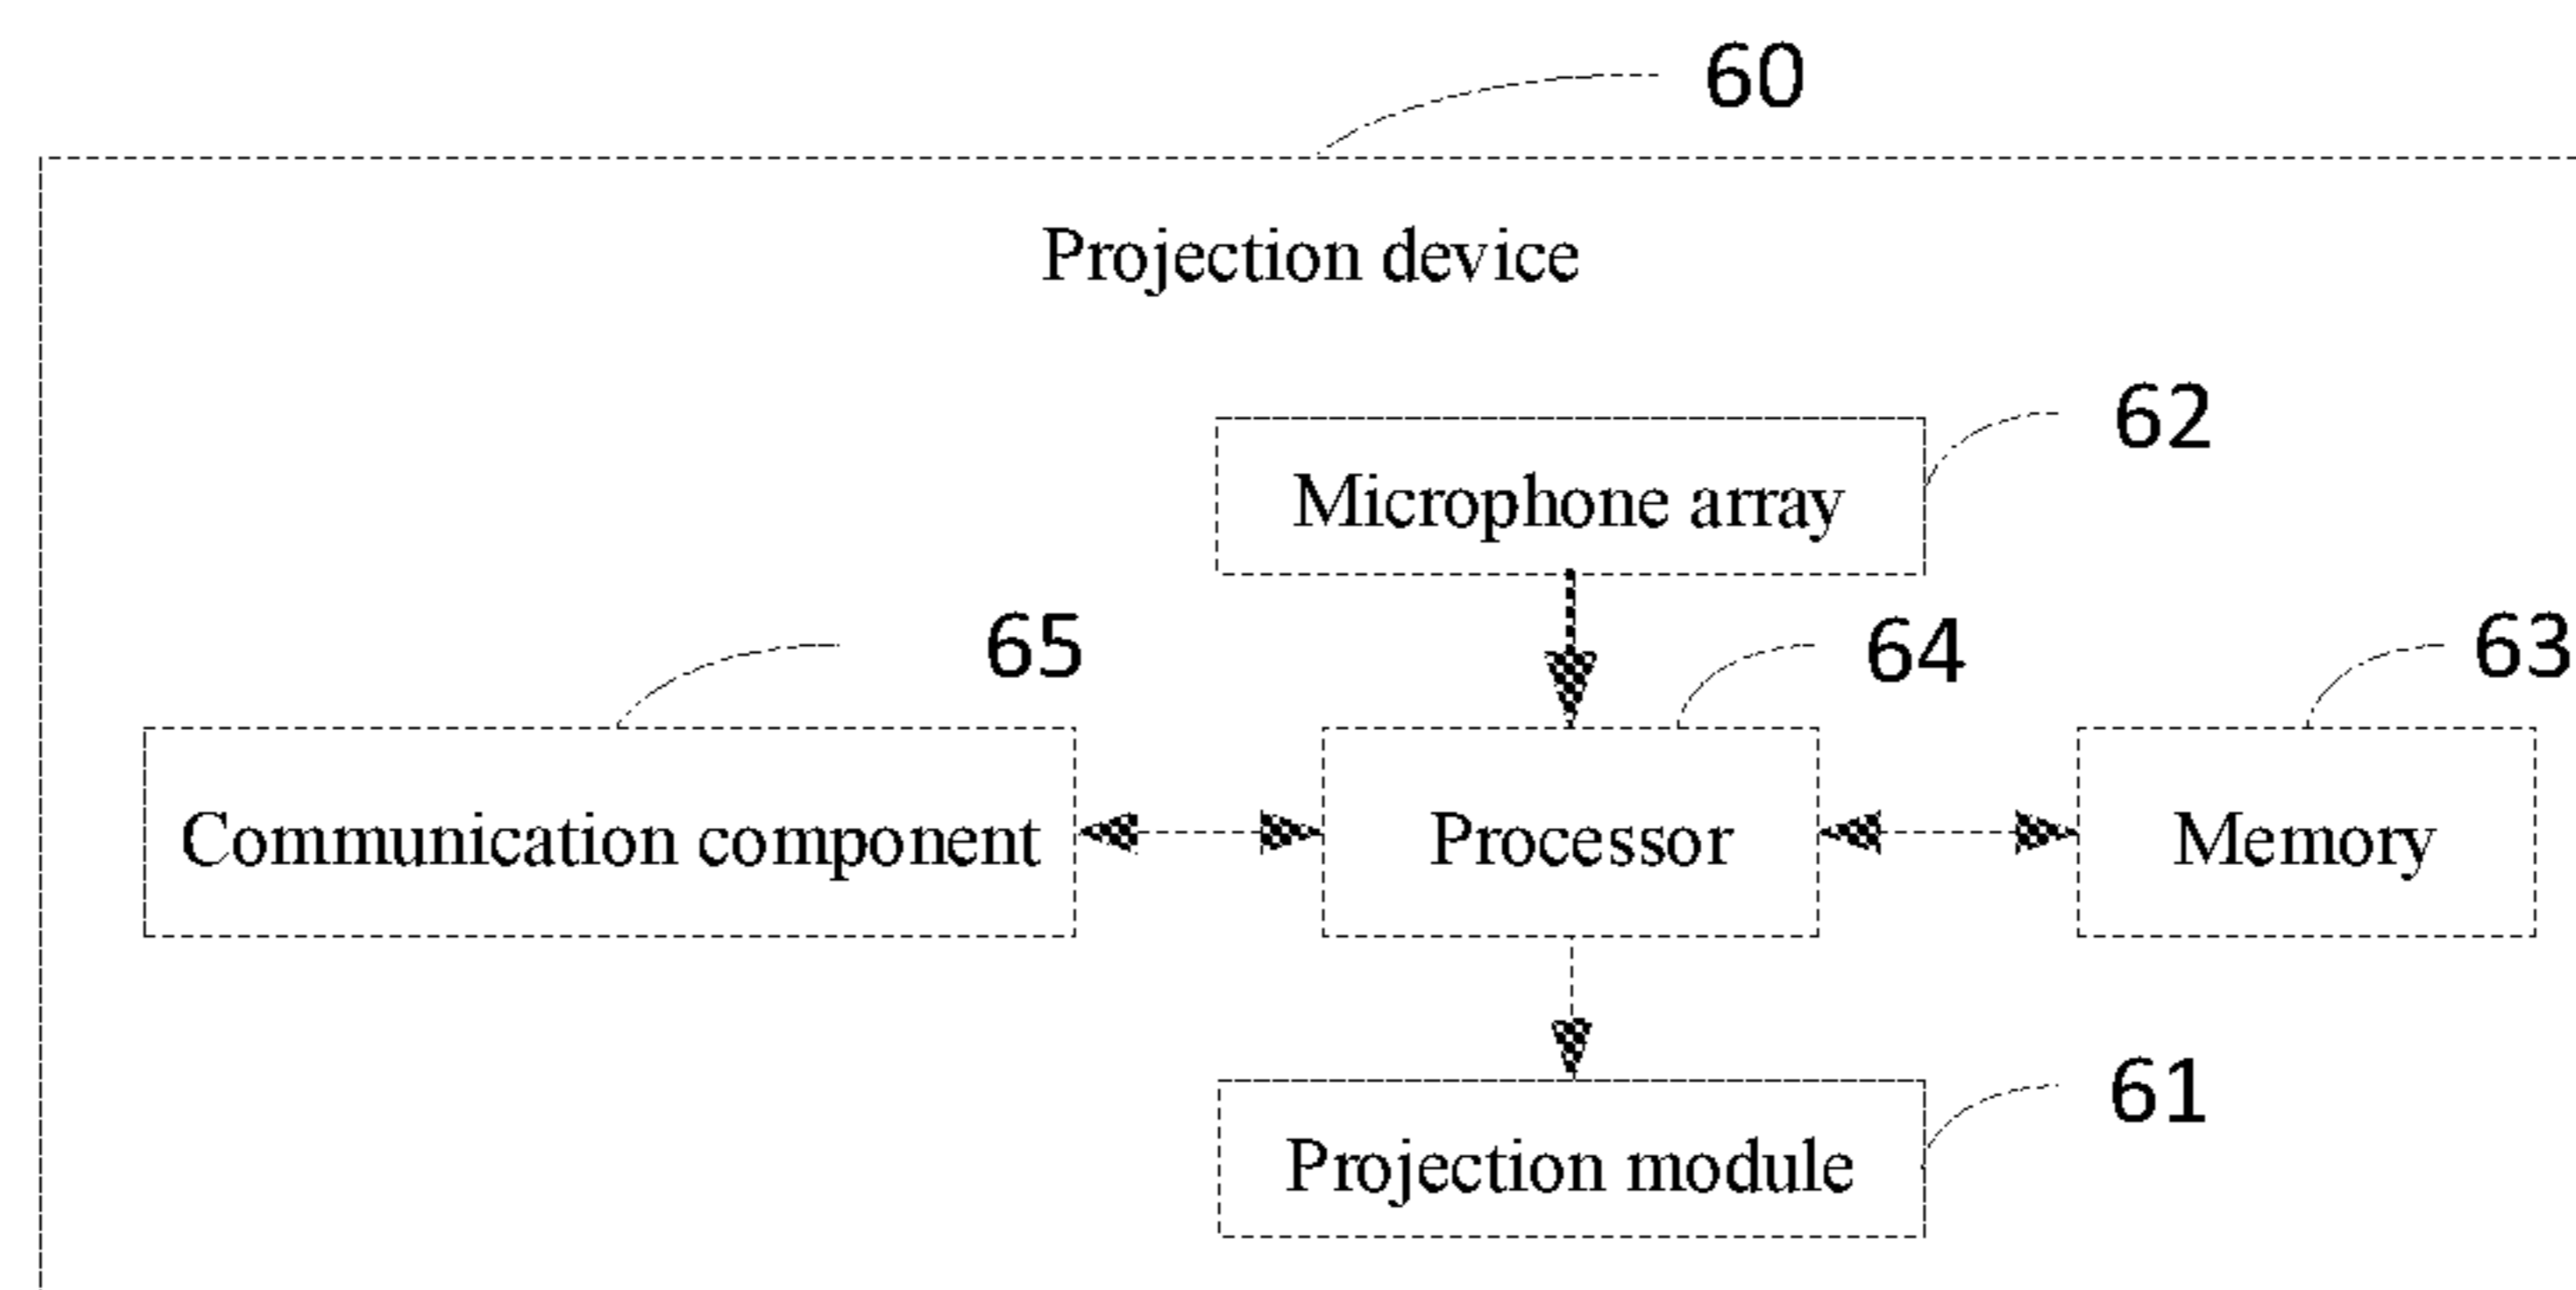 60
Projection device
62
Microphone array
65
64
63
Communication component
Processor
Memory
61
Projection module